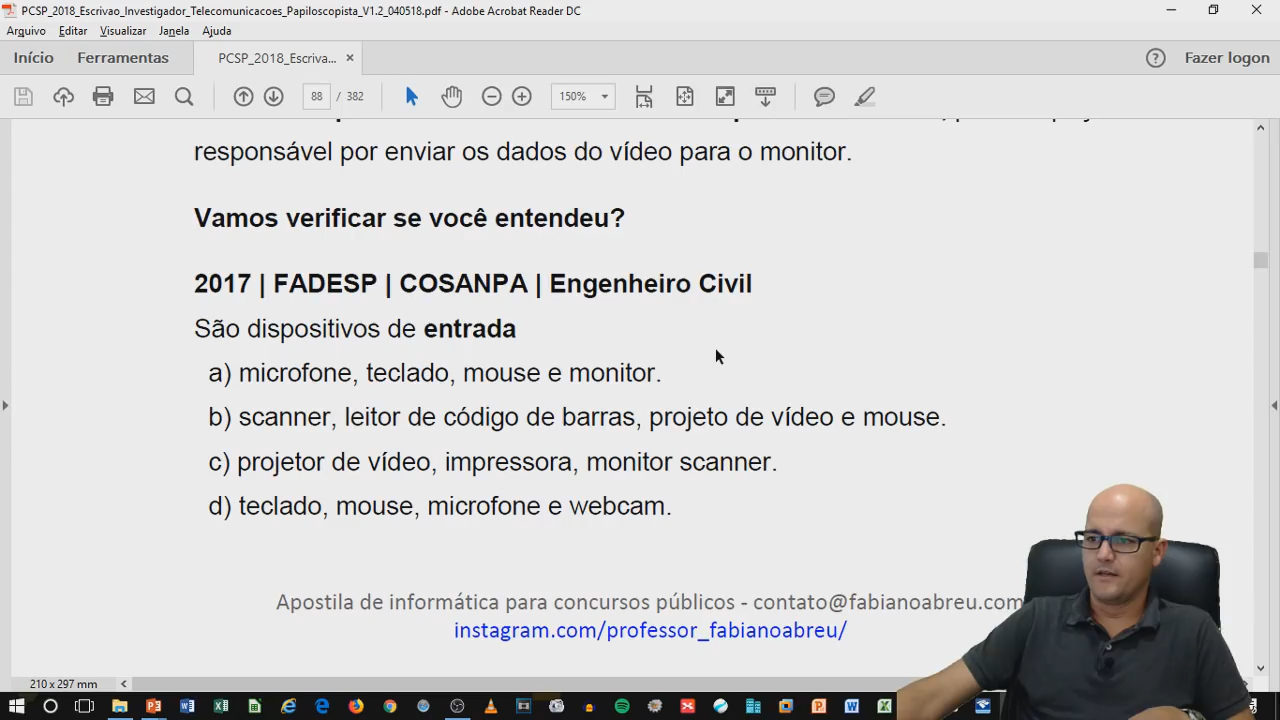 PCSP_2018_Escrivao_Investigador_Telecomunicacoes_Papiloscopista_V1.2_040518.pdf - Adobe Acrobat Reader DC
Arquivo Editar Visualizar Janela Ajuda
Início Ferramentas PCSP_2018_Escriva... × Fazer logon
88 / 382 150%
responsável por enviar os dados do vídeo para o monitor.
Vamos verificar se você entendeu?
2017 | FADESP | COSANPA | Engenheiro Civil
São dispositivos de entrada
a) microfone, teclado, mouse e monitor.
b) scanner, leitor de código de barras, projeto de vídeo e mouse.
c) projetor de vídeo, impressora, monitor scanner.
d) teclado, mouse, microfone e webcam.
Apostila de informática para concursos públicos - contato@fabianoabreu.com
instagram.com/professor_fabianoabreu/
210 x 297 mm